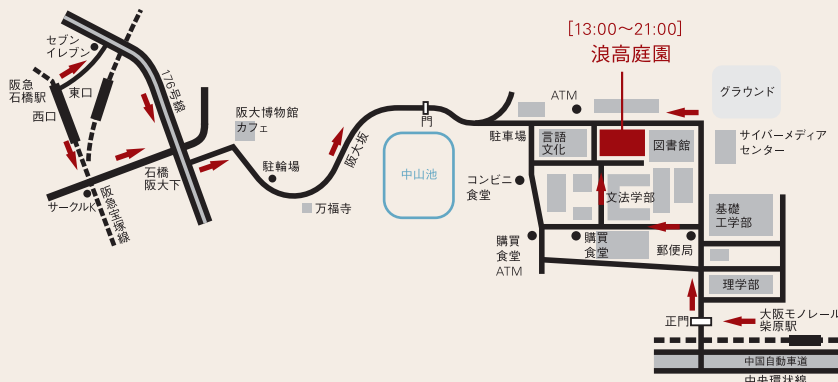 [13:00〜21:00]
浪高庭園
セブン
イレブン
176号線
阪急
石橋駅
東口
西口
阪大博物館
カフェ
門
ATM
グラウンド
駐車場
言語
文化
図書館
サイバーメディア
センター
石橋
阪大下
駐輪場
阪大坂
中山池
コンビニ
食堂
文法学部
サークルK
阪急宝塚線
万福寺
基礎
工学部
購買
食堂
ATM
購買
食堂
郵便局
理学部
正門
大阪モノレール
柴原駅
中国自動車道
中央環状線